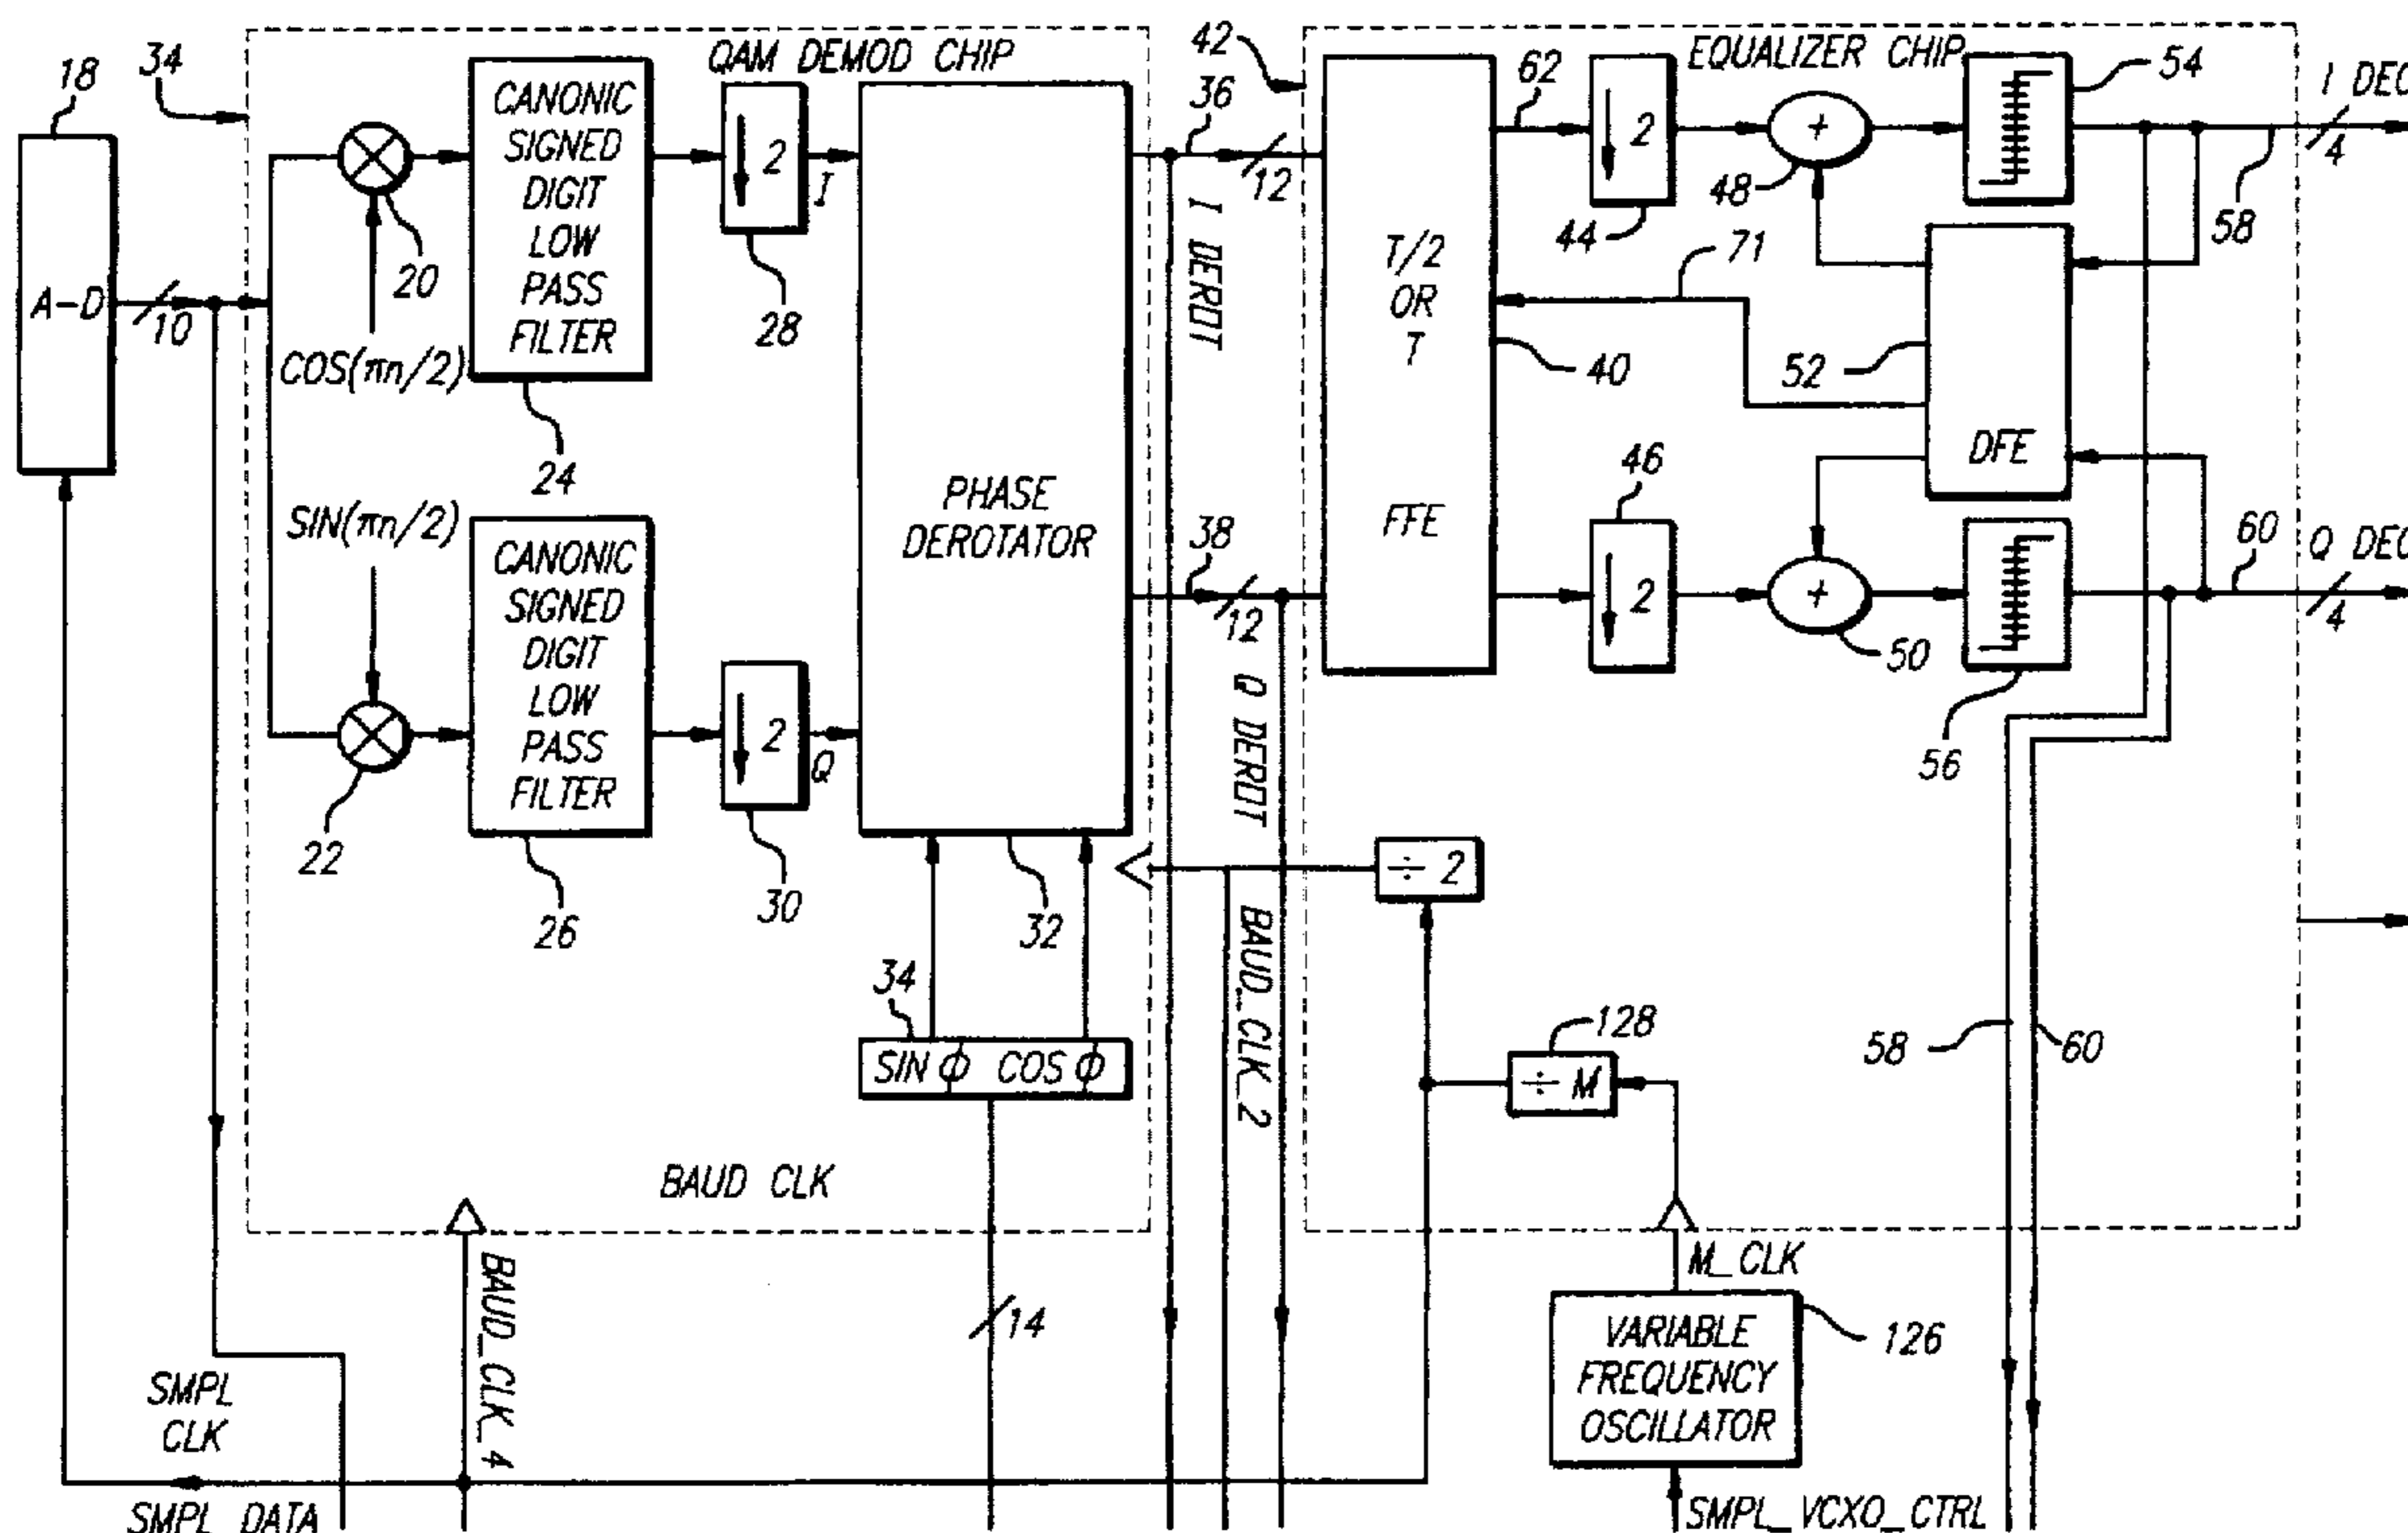 18
34
QAM DEMOD CHIP
42
EQUALIZER CHIP
54
I DEC
4
CANONIC
SIGNED
DIGIT
LOW
PASS
FILTER
24
2
I
28
36
12
I DEROT
62
2
44
+
48
58
A-D
10
20
COS(πn/2)
T/2
OR
T
FFE
40
71
52
DFE
SIN(πn/2)
22
CANONIC
SIGNED
DIGIT
LOW
PASS
FILTER
26
2
Q
30
PHASE
DEROTATOR
32
38
12
Q DEROT
46
2
+
50
56
60
Q DEC
4
÷ 2
BAUD_CLK_2
34
SIN ϕ COS ϕ
128
÷ M
58
60
BAUD CLK
BAUD_CLK_4
14
M_CLK
VARIABLE
FREQUENCY
OSCILLATOR
126
SMPL
CLK
SMPL DATA
SMPL_VCXO_CTRL